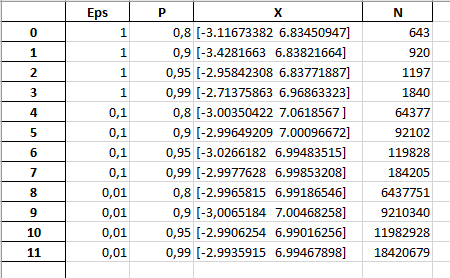 Eps P X N
0 1 0,8 [-3.11673382 6.83450947] 643
1 1 0,9 [-3.4281663 6.83821664] 920
2 1 0,95 [-2.95842308 6.83771887] 1197
3 1 0,99 [-2.71375863 6.96863323] 1840
4 0,1 0,8 [-3.00350422 7.0618567 ] 64377
5 0,1 0,9 [-2.99649209 7.00096672] 92102
6 0,1 0,95 [-3.0266182 6.99483515] 119828
7 0,1 0,99 [-2.9977628 6.99853208] 184205
8 0,01 0,8 [-2.9965815 6.99186546] 6437751
9 0,01 0,9 [-3,0065184 7.00468258] 9210340
10 0,01 0,95 [-2.9906254 6.99016256] 11982928
11 0,01 0,99 [-2.9935915 6.99467898] 18420679